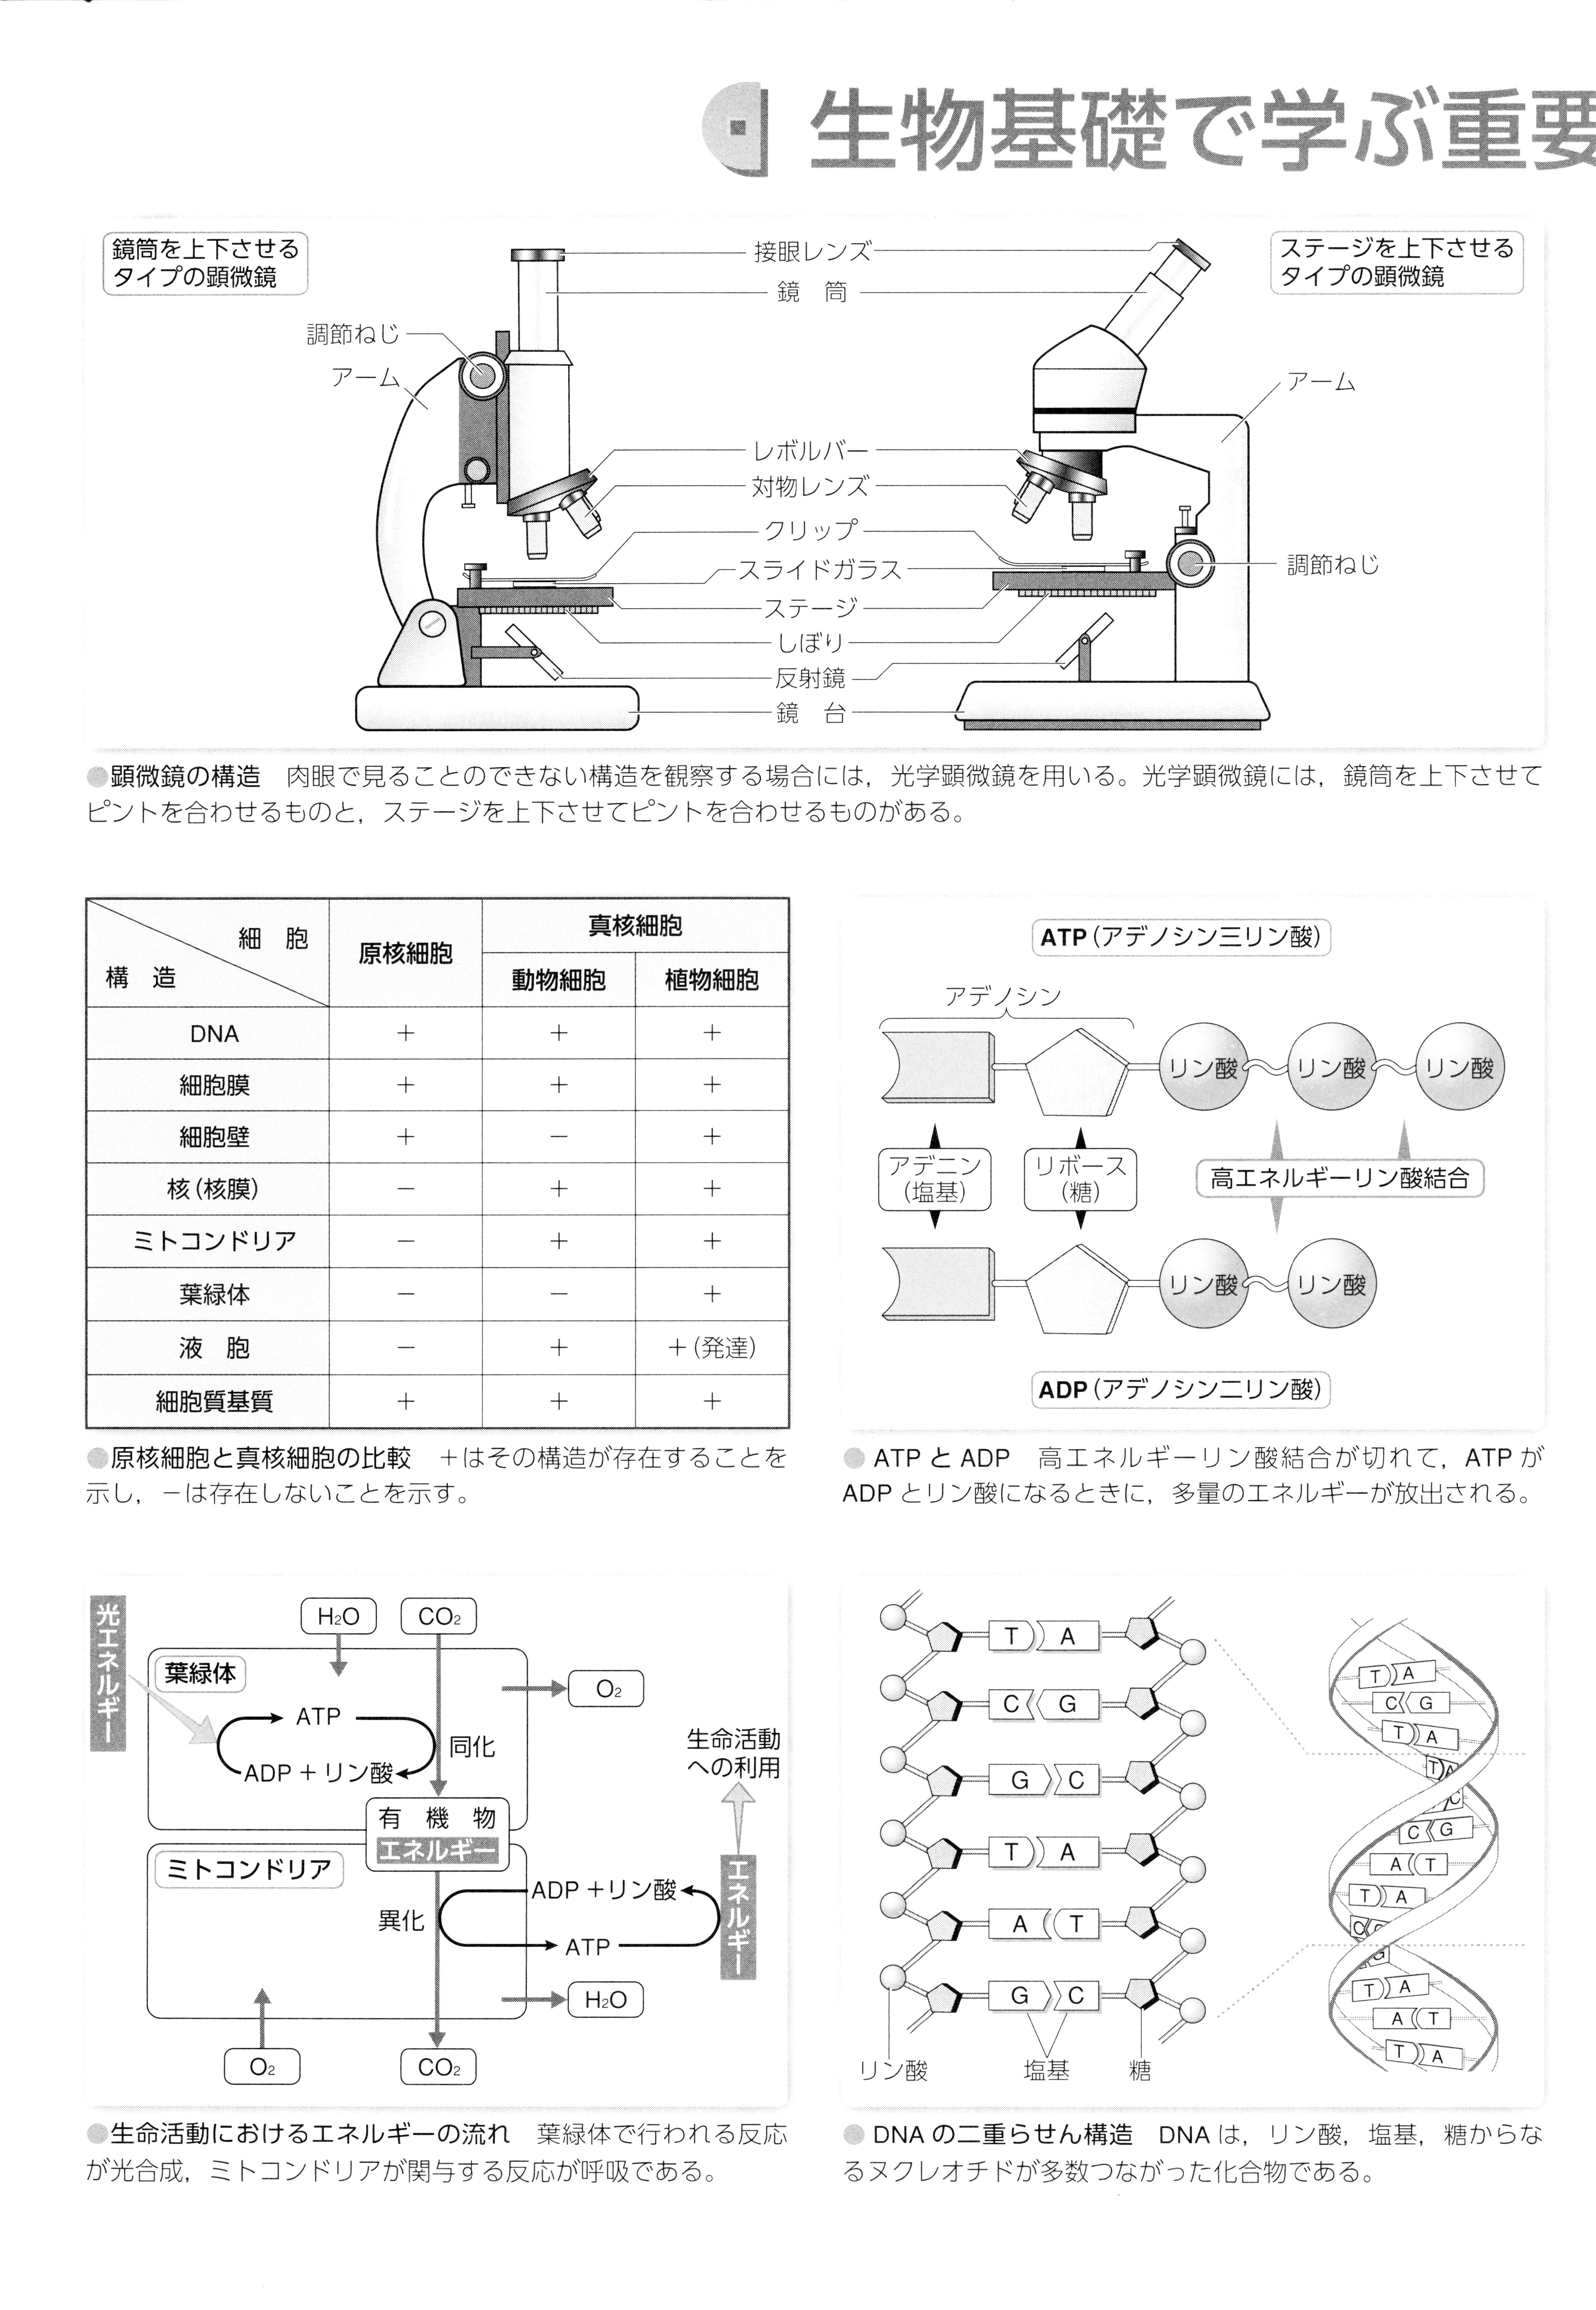 生物基礎で学ぶ重要
鏡筒を上下させる
タイプの顕微鏡
ステージを上下させる
タイプの顕微鏡
接眼レンズ
鏡 筒
調節ねじ
アーム
アーム
レボルバー
対物レンズ
クリップ
スライドガラス
調節ねじ
ステージ
しぼり
反射鏡
鏡 台
●顕微鏡の構造 肉眼で見ることのできない構造を観察する場合には，光学顕微鏡を用いる。光学顕微鏡には，鏡筒を上下させて
ピントを合わせるものと，ステージを上下させてピントを合わせるものがある。
細 胞
構 造
原核細胞
真核細胞
動物細胞 植物細胞
DNA + + +
細胞膜 + + +
細胞壁 + − +
核(核膜) − + +
ミトコンドリア − + +
葉緑体 − − +
液 胞 − + +(発達)
細胞質基質 + + +
●原核細胞と真核細胞の比較 +はその構造が存在することを
示し，−は存在しないことを示す。
ATP(アデノシン三リン酸)
アデノシン
リン酸 リン酸 リン酸
アデニン
(塩基)
リボース
(糖)
高エネルギーリン酸結合
リン酸 リン酸
ADP(アデノシン二リン酸)
● ATP と ADP 高エネルギーリン酸結合が切れて，ATP が
ADP とリン酸になるときに，多量のエネルギーが放出される。
光エネルギー
H2O
CO2
葉緑体
O2
ATP
同化
ADP + リン酸
生命活動
への利用
有 機 物
エネルギー
ミトコンドリア
ADP +リン酸
エネルギー
異化
ATP
H2O
O2
CO2
●生命活動におけるエネルギーの流れ 葉緑体で行われる反応
が光合成，ミトコンドリアが関与する反応が呼吸である。
T A
C G
G C
T A
A T
G C
リン酸
塩基
糖
T A
C G
T A
T A
C
C G
A T
T A
C G
G
T A
A T
T A
● DNA の二重らせん構造 DNA は，リン酸，塩基，糖からな
るヌクレオチドが多数つながった化合物である。